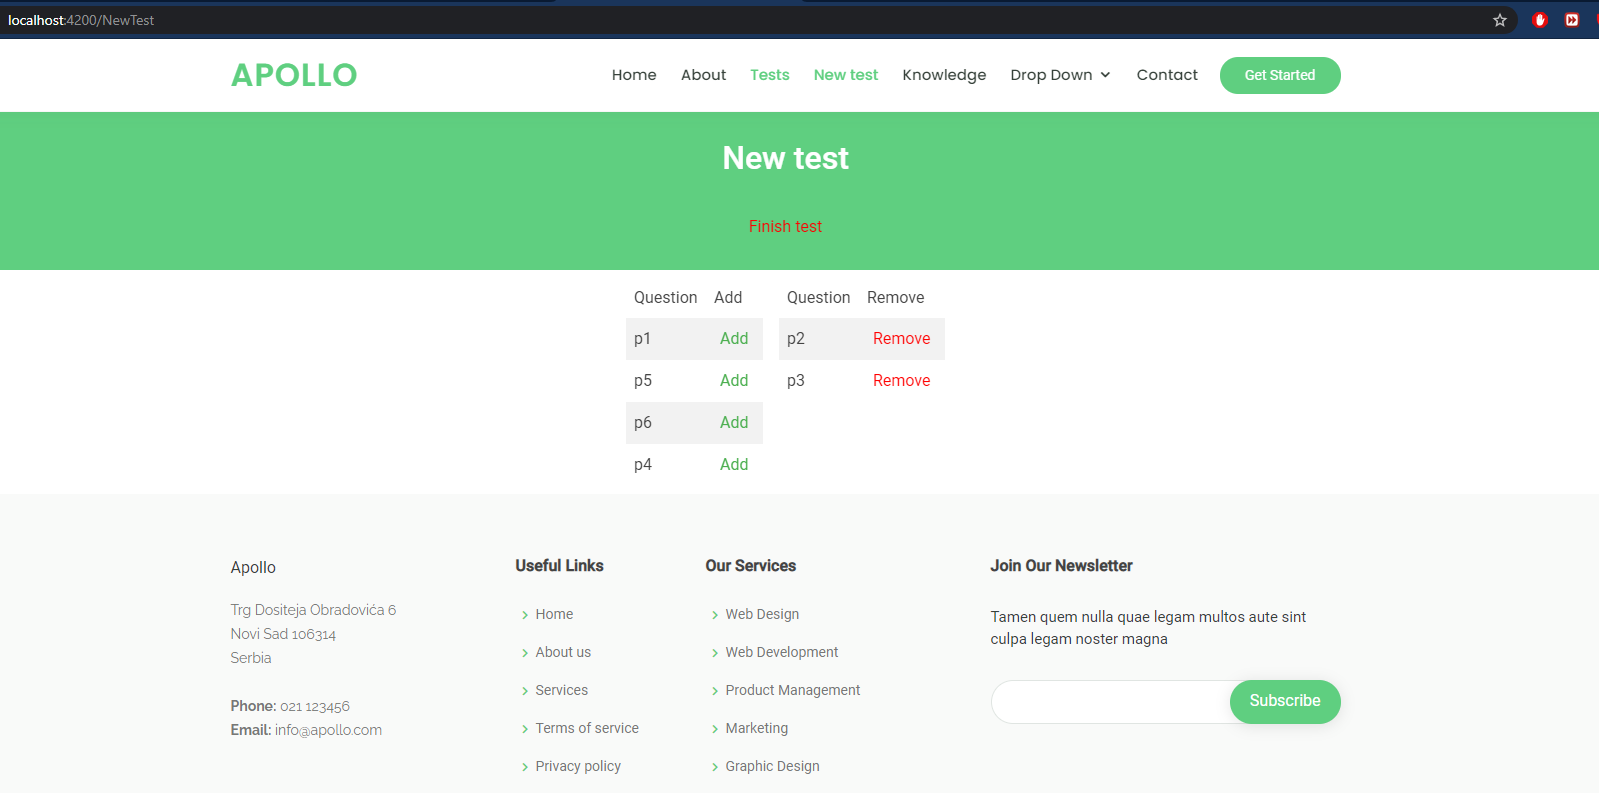 localhost:4200/NewTest
APOLLO
Home About Tests New test Knowledge Drop Down Contact Get Started
New test
Finish test
Question Add Question Remove
p1 Add p2 Remove
p5 Add p3 Remove
p6 Add
p4 Add
Apollo
Trg Dositeja Obradovića 6
Novi Sad 106314
Serbia
Phone: 021 123456
Email: info@apollo.com
Useful Links
Home
About us
Services
Terms of service
Privacy policy
Our Services
Web Design
Web Development
Product Management
Marketing
Graphic Design
Join Our Newsletter
Tamen quem nulla quae legam multos aute sint
culpa legam noster magna
Subscribe